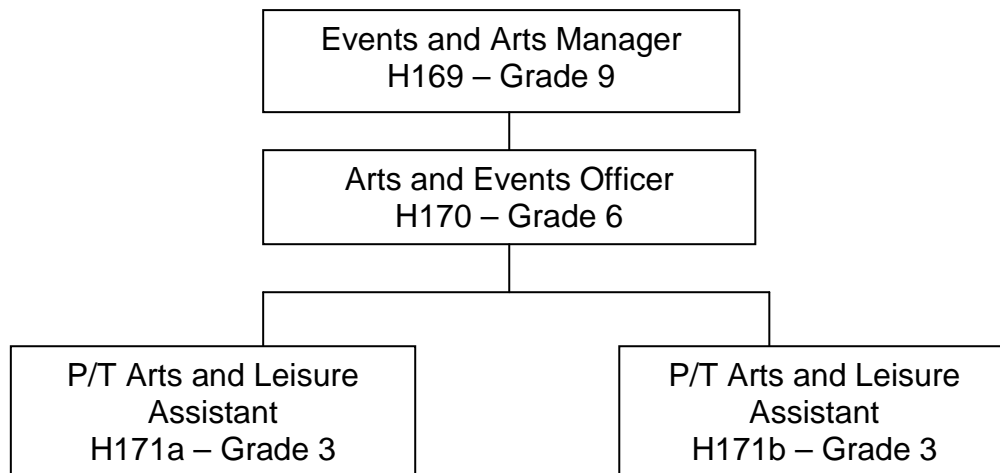 Events and Arts Manager
H169 – Grade 9
Arts and Events Officer
H170 – Grade 6
P/T Arts and Leisure
Assistant
H171a – Grade 3
P/T Arts and Leisure
Assistant
H171b – Grade 3